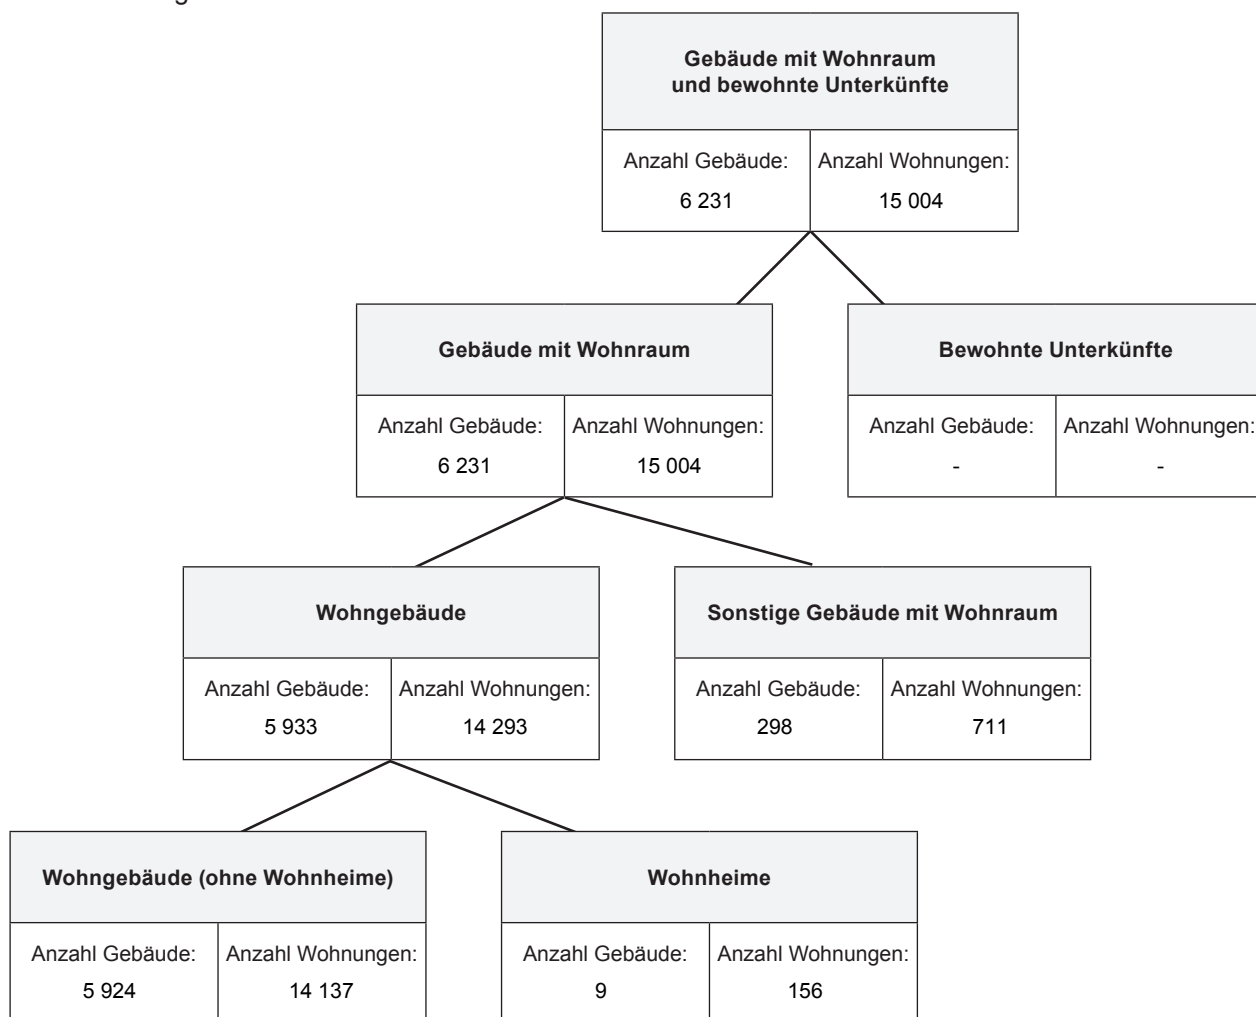 Gebäude mit Wohnraum
und bewohnte Unterkünfte
Anzahl Gebäude: Anzahl Wohnungen:
6 231 15 004
Gebäude mit Wohnraum Bewohnte Unterkünfte
Anzahl Gebäude: Anzahl Wohnungen: Anzahl Gebäude: Anzahl Wohnungen:
6 231 15 004 - -
Wohngebäude Sonstige Gebäude mit Wohnraum
Anzahl Gebäude: Anzahl Wohnungen: Anzahl Gebäude: Anzahl Wohnungen:
5 933 14 293 298 711
Wohngebäude (ohne Wohnheime) Wohnheime
Anzahl Gebäude: Anzahl Wohnungen: Anzahl Gebäude: Anzahl Wohnungen:
5 924 14 137 9 156